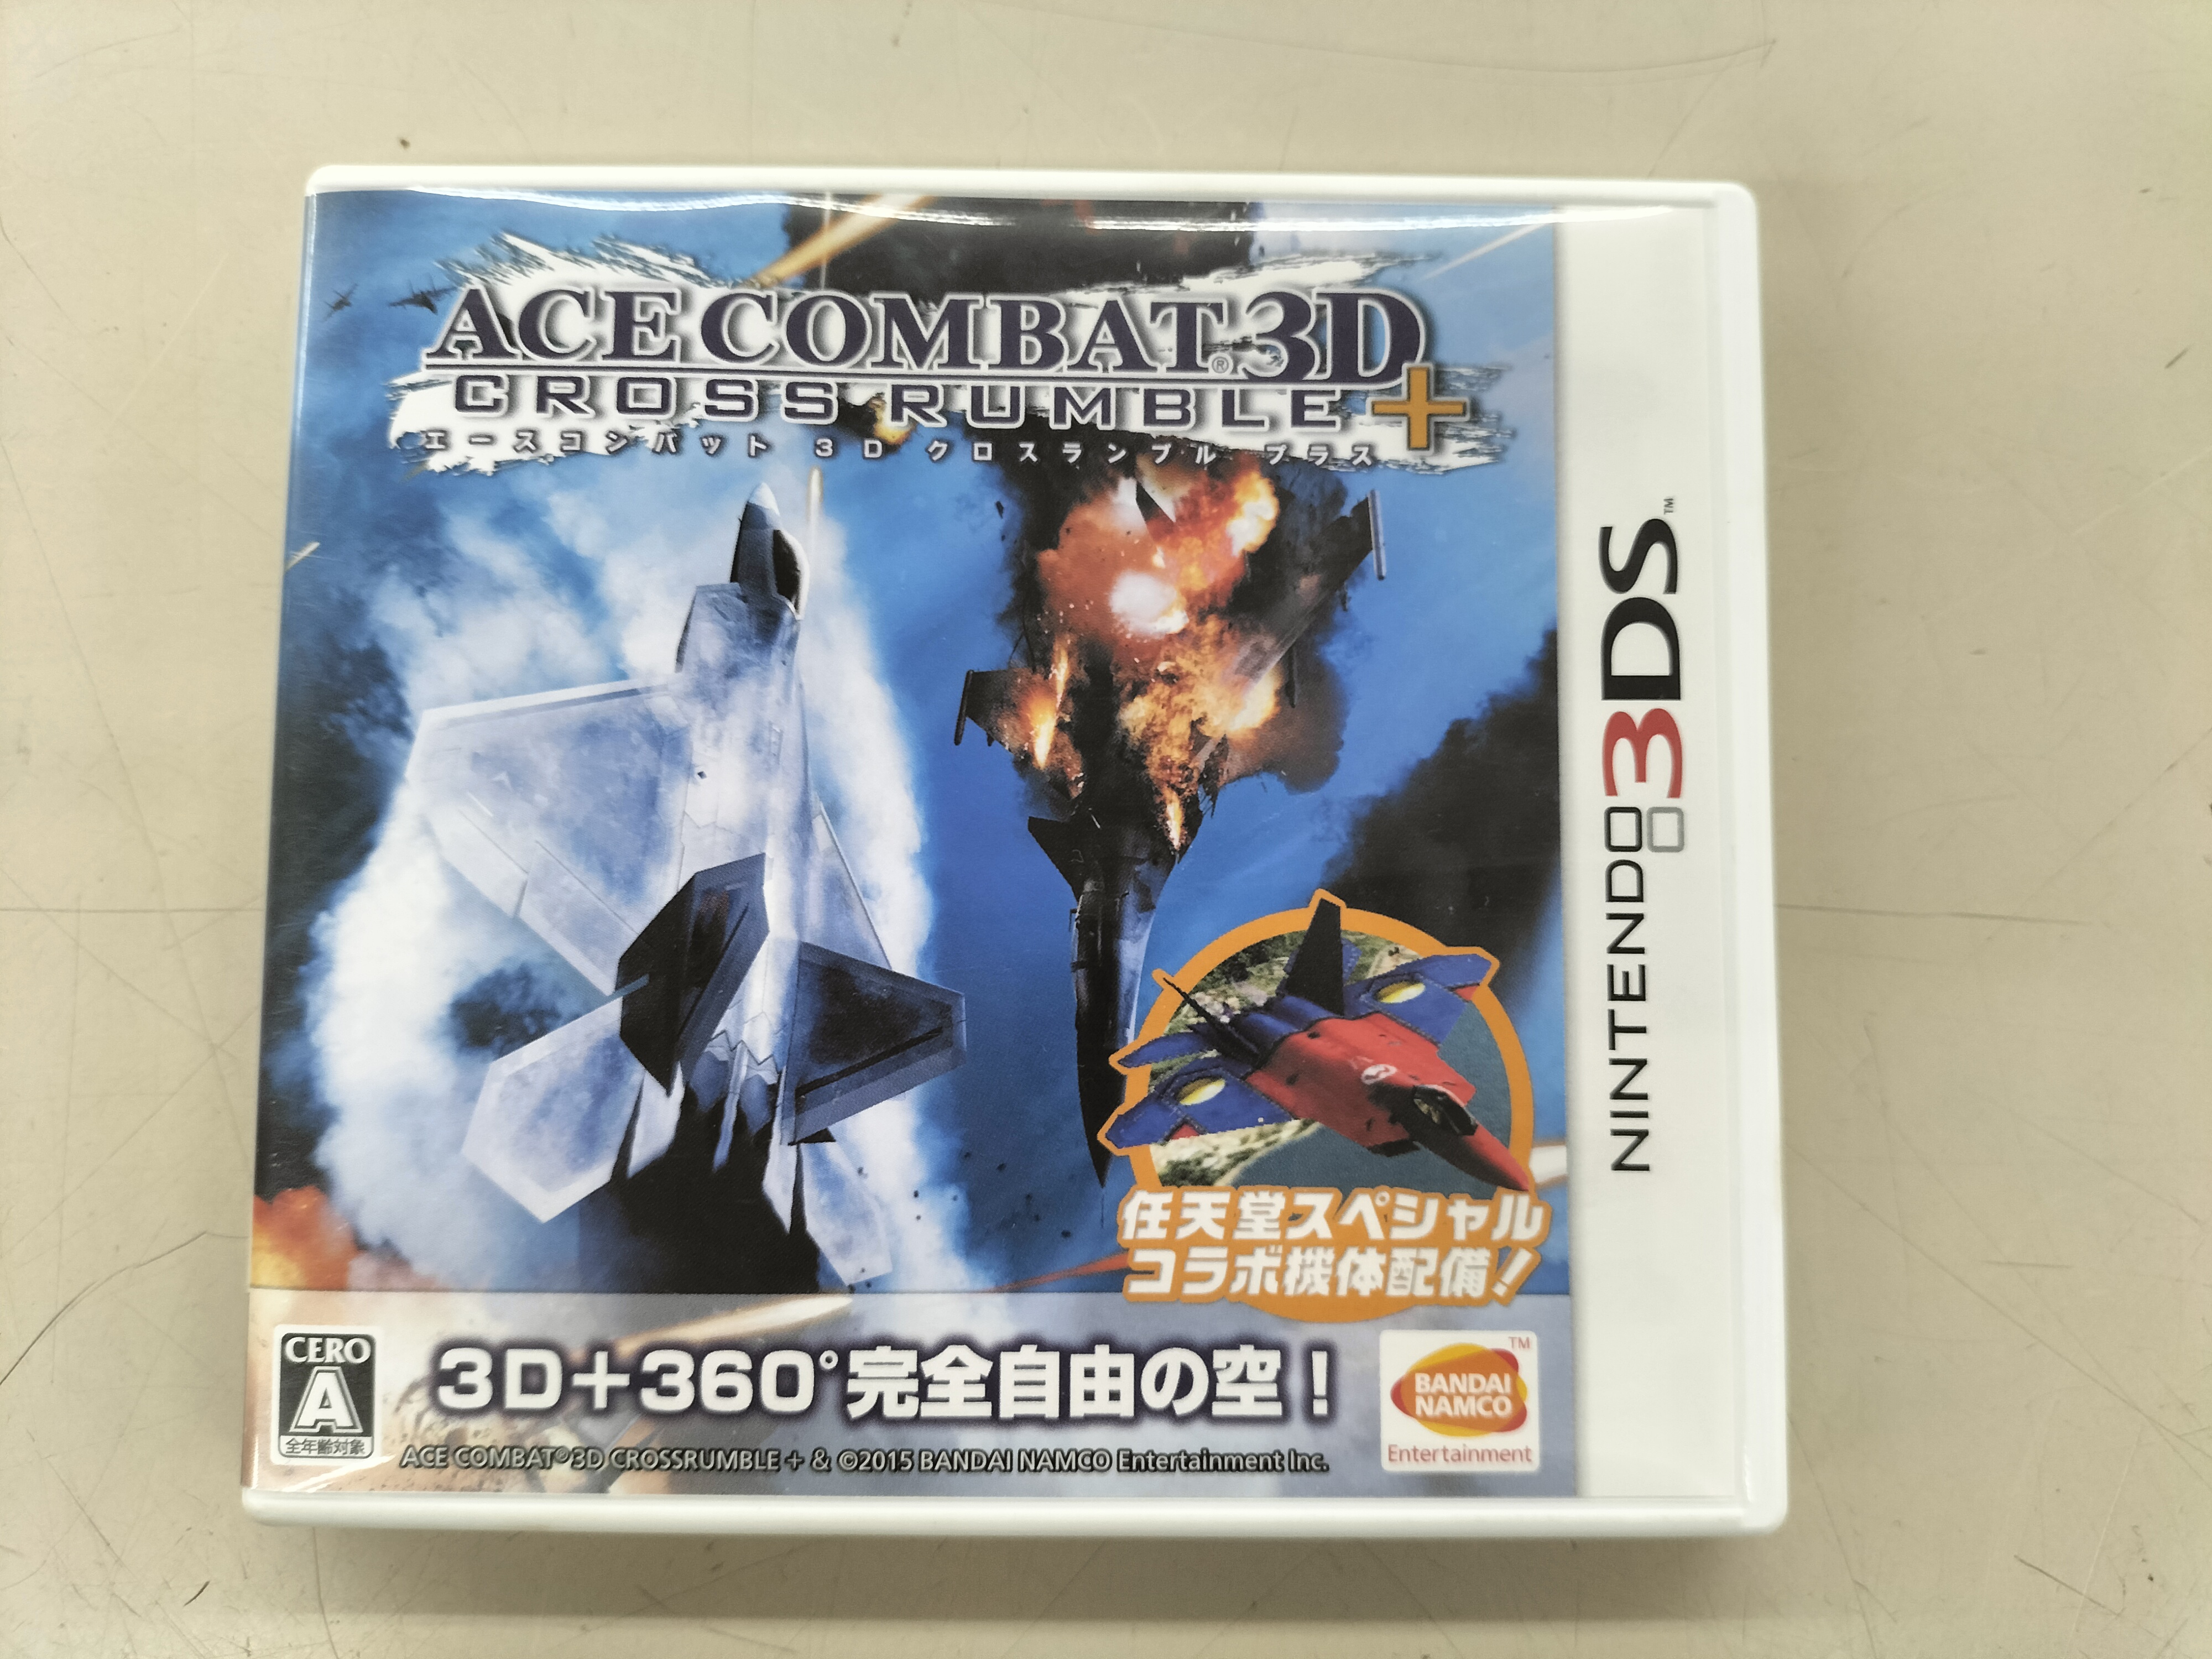 ACE COMBAT® 3D
CROSS RUMBLE+
エースコンバット 3D クロスランブル プラス
NINTENDO3DS™
任天堂スペシャル
コラボ機体配備!
CERO
A
全年齢対象
3D+360°完全自由の空!
ACE COMBAT®3D CROSSRUMBLE + & ©2015 BANDAI NAMCO Entertainment Inc.
TM
BANDAI
NAMCO
Entertainment